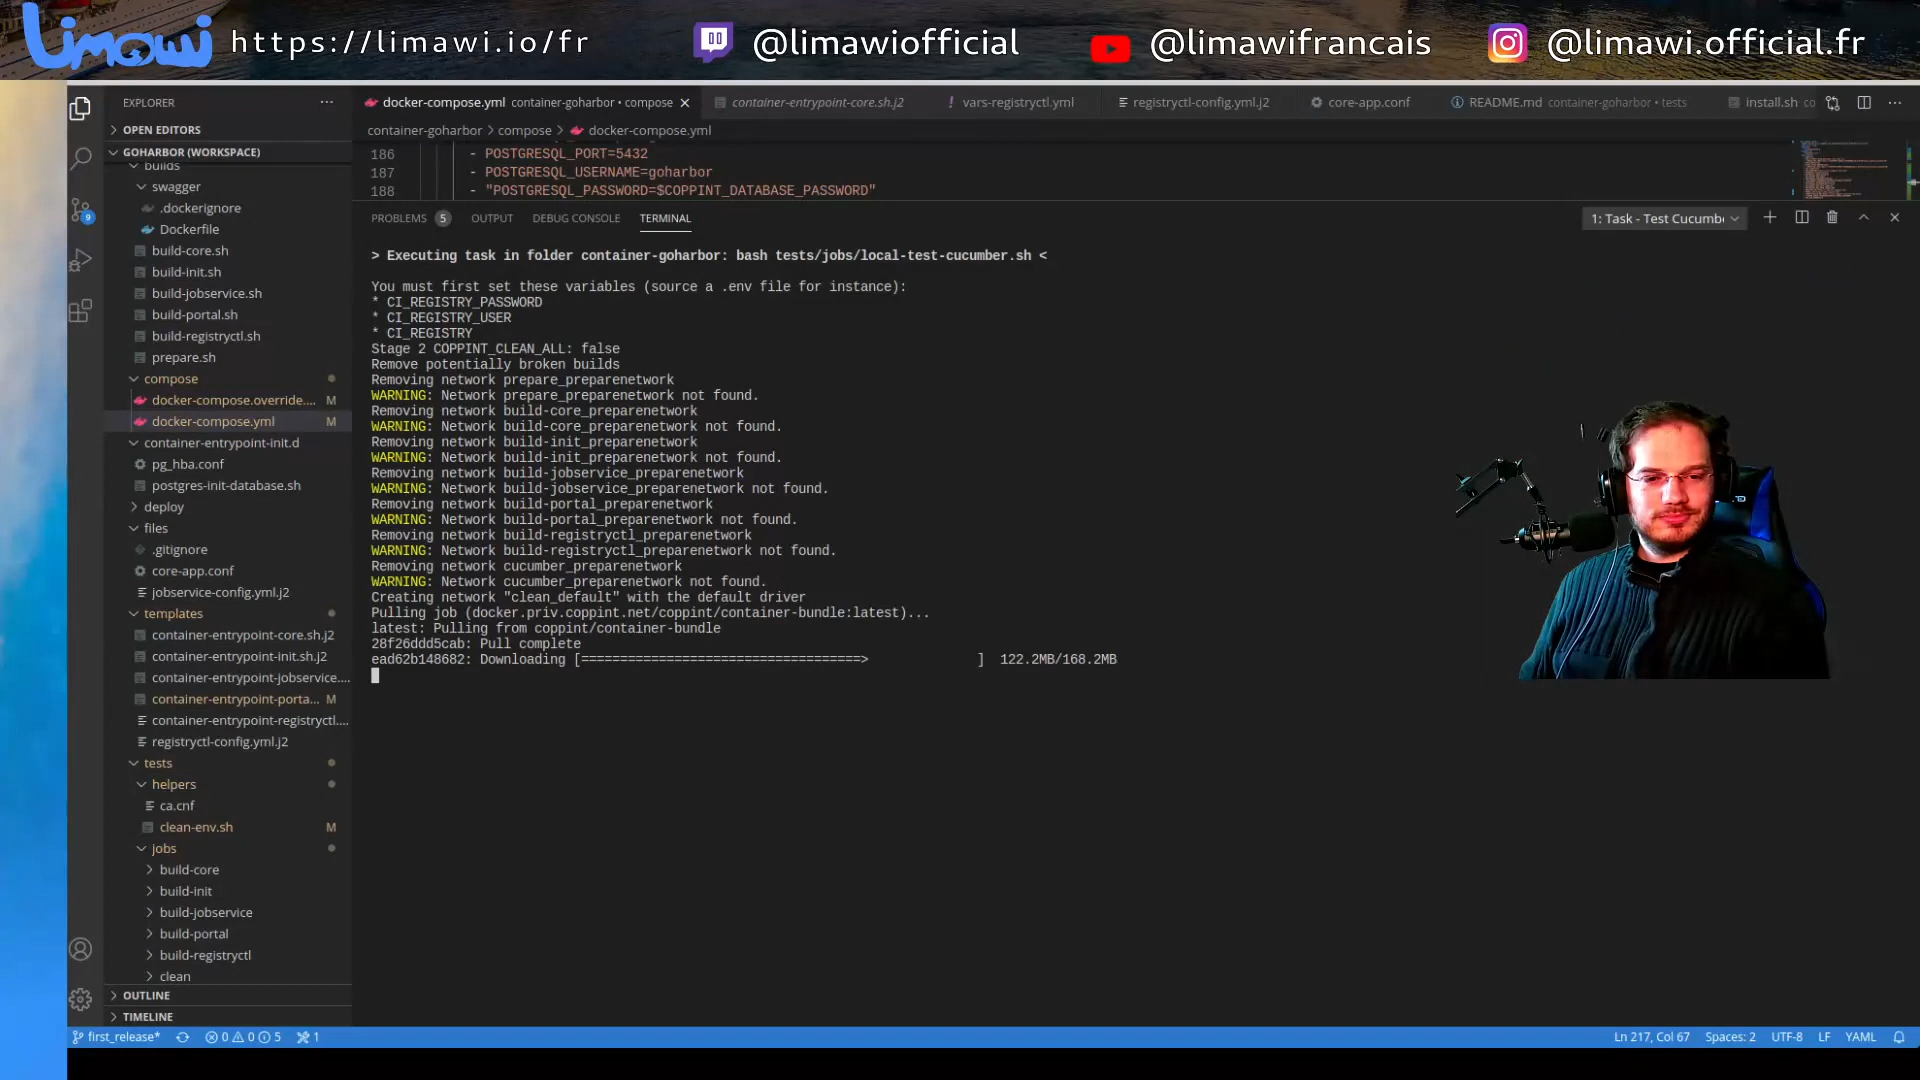 Limawi https://limawi.io/fr @limawiofficial @limawifrancais @limawi.official.fr
EXPLORER ···
OPEN EDITORS
GOHARBOR (WORKSPACE)
builds
swagger
.dockerignore
Dockerfile
build-core.sh
build-init.sh
build-jobservice.sh
build-portal.sh
build-registryctl.sh
prepare.sh
compose
docker-compose.override.... M
docker-compose.yml M
container-entrypoint-init.d
pg_hba.conf
postgres-init-database.sh
deploy
files
.gitignore
core-app.conf
jobservice-config.yml.j2
templates
container-entrypoint-core.sh.j2
container-entrypoint-init.sh.j2
container-entrypoint-jobservice....
container-entrypoint-porta... M
container-entrypoint-registryctl....
registryctl-config.yml.j2
tests
helpers
ca.cnf
clean-env.sh M
jobs
build-core
build-init
build-jobservice
build-portal
build-registryctl
clean
OUTLINE
TIMELINE
9
docker-compose.yml container-goharbor • compose container-entrypoint-core.sh.j2 ! vars-registryctl.yml registryctl-config.yml.j2 core-app.conf README.md container-goharbor • tests install.sh co ···
container-goharbor > compose > docker-compose.yml
186 - POSTGRESQL_PORT=5432
187 - POSTGRESQL_USERNAME=goharbor
188 - "POSTGRESQL_PASSWORD=$COPPINT_DATABASE_PASSWORD"
PROBLEMS 5 OUTPUT DEBUG CONSOLE TERMINAL 1: Task - Test Cucumbe
> Executing task in folder container-goharbor: bash tests/jobs/local-test-cucumber.sh <
You must first set these variables (source a .env file for instance):
* CI_REGISTRY_PASSWORD
* CI_REGISTRY_USER
* CI_REGISTRY
Stage 2 COPPINT_CLEAN_ALL: false
Remove potentially broken builds
Removing network prepare_preparenetwork
WARNING: Network prepare_preparenetwork not found.
Removing network build-core_preparenetwork
WARNING: Network build-core_preparenetwork not found.
Removing network build-init_preparenetwork
WARNING: Network build-init_preparenetwork not found.
Removing network build-jobservice_preparenetwork
WARNING: Network build-jobservice_preparenetwork not found.
Removing network build-portal_preparenetwork
WARNING: Network build-portal_preparenetwork not found.
Removing network build-registryctl_preparenetwork
WARNING: Network build-registryctl_preparenetwork not found.
Removing network cucumber_preparenetwork
WARNING: Network cucumber_preparenetwork not found.
Creating network "clean_default" with the default driver
Pulling job (docker.priv.coppint.net/coppint/container-bundle:latest)...
latest: Pulling from coppint/container-bundle
28f26ddd5cab: Pull complete
ead62b148682: Downloading [====================================> ] 122.2MB/168.2MB
first_release* 0 0 5 1 Ln 217, Col 67 Spaces: 2 UTF-8 LF YAML